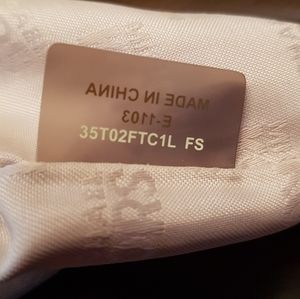 MADE IN CHINA
E-1103
35T02FTC1L FS